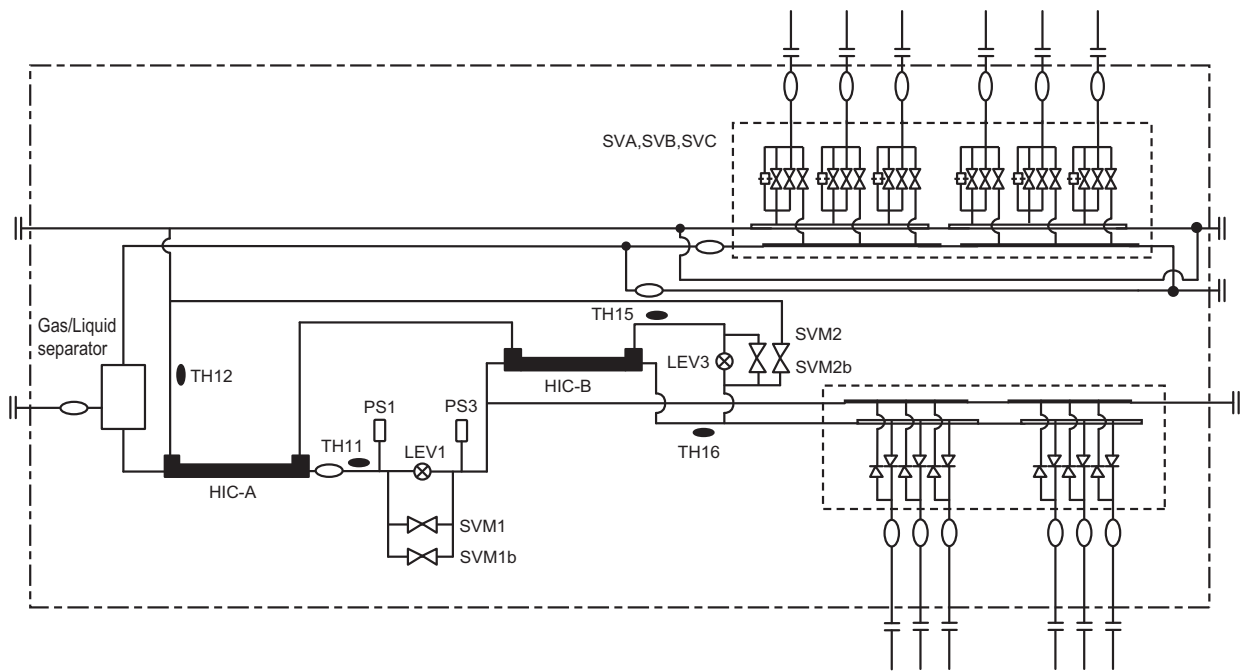 SVA,SVB,SVC
Gas/Liquid
separator
TH15
SVM2
LEV3
SVM2b
TH12
HIC-B
PS1
PS3
TH11
LEV1
TH16
HIC-A
SVM1
SVM1b